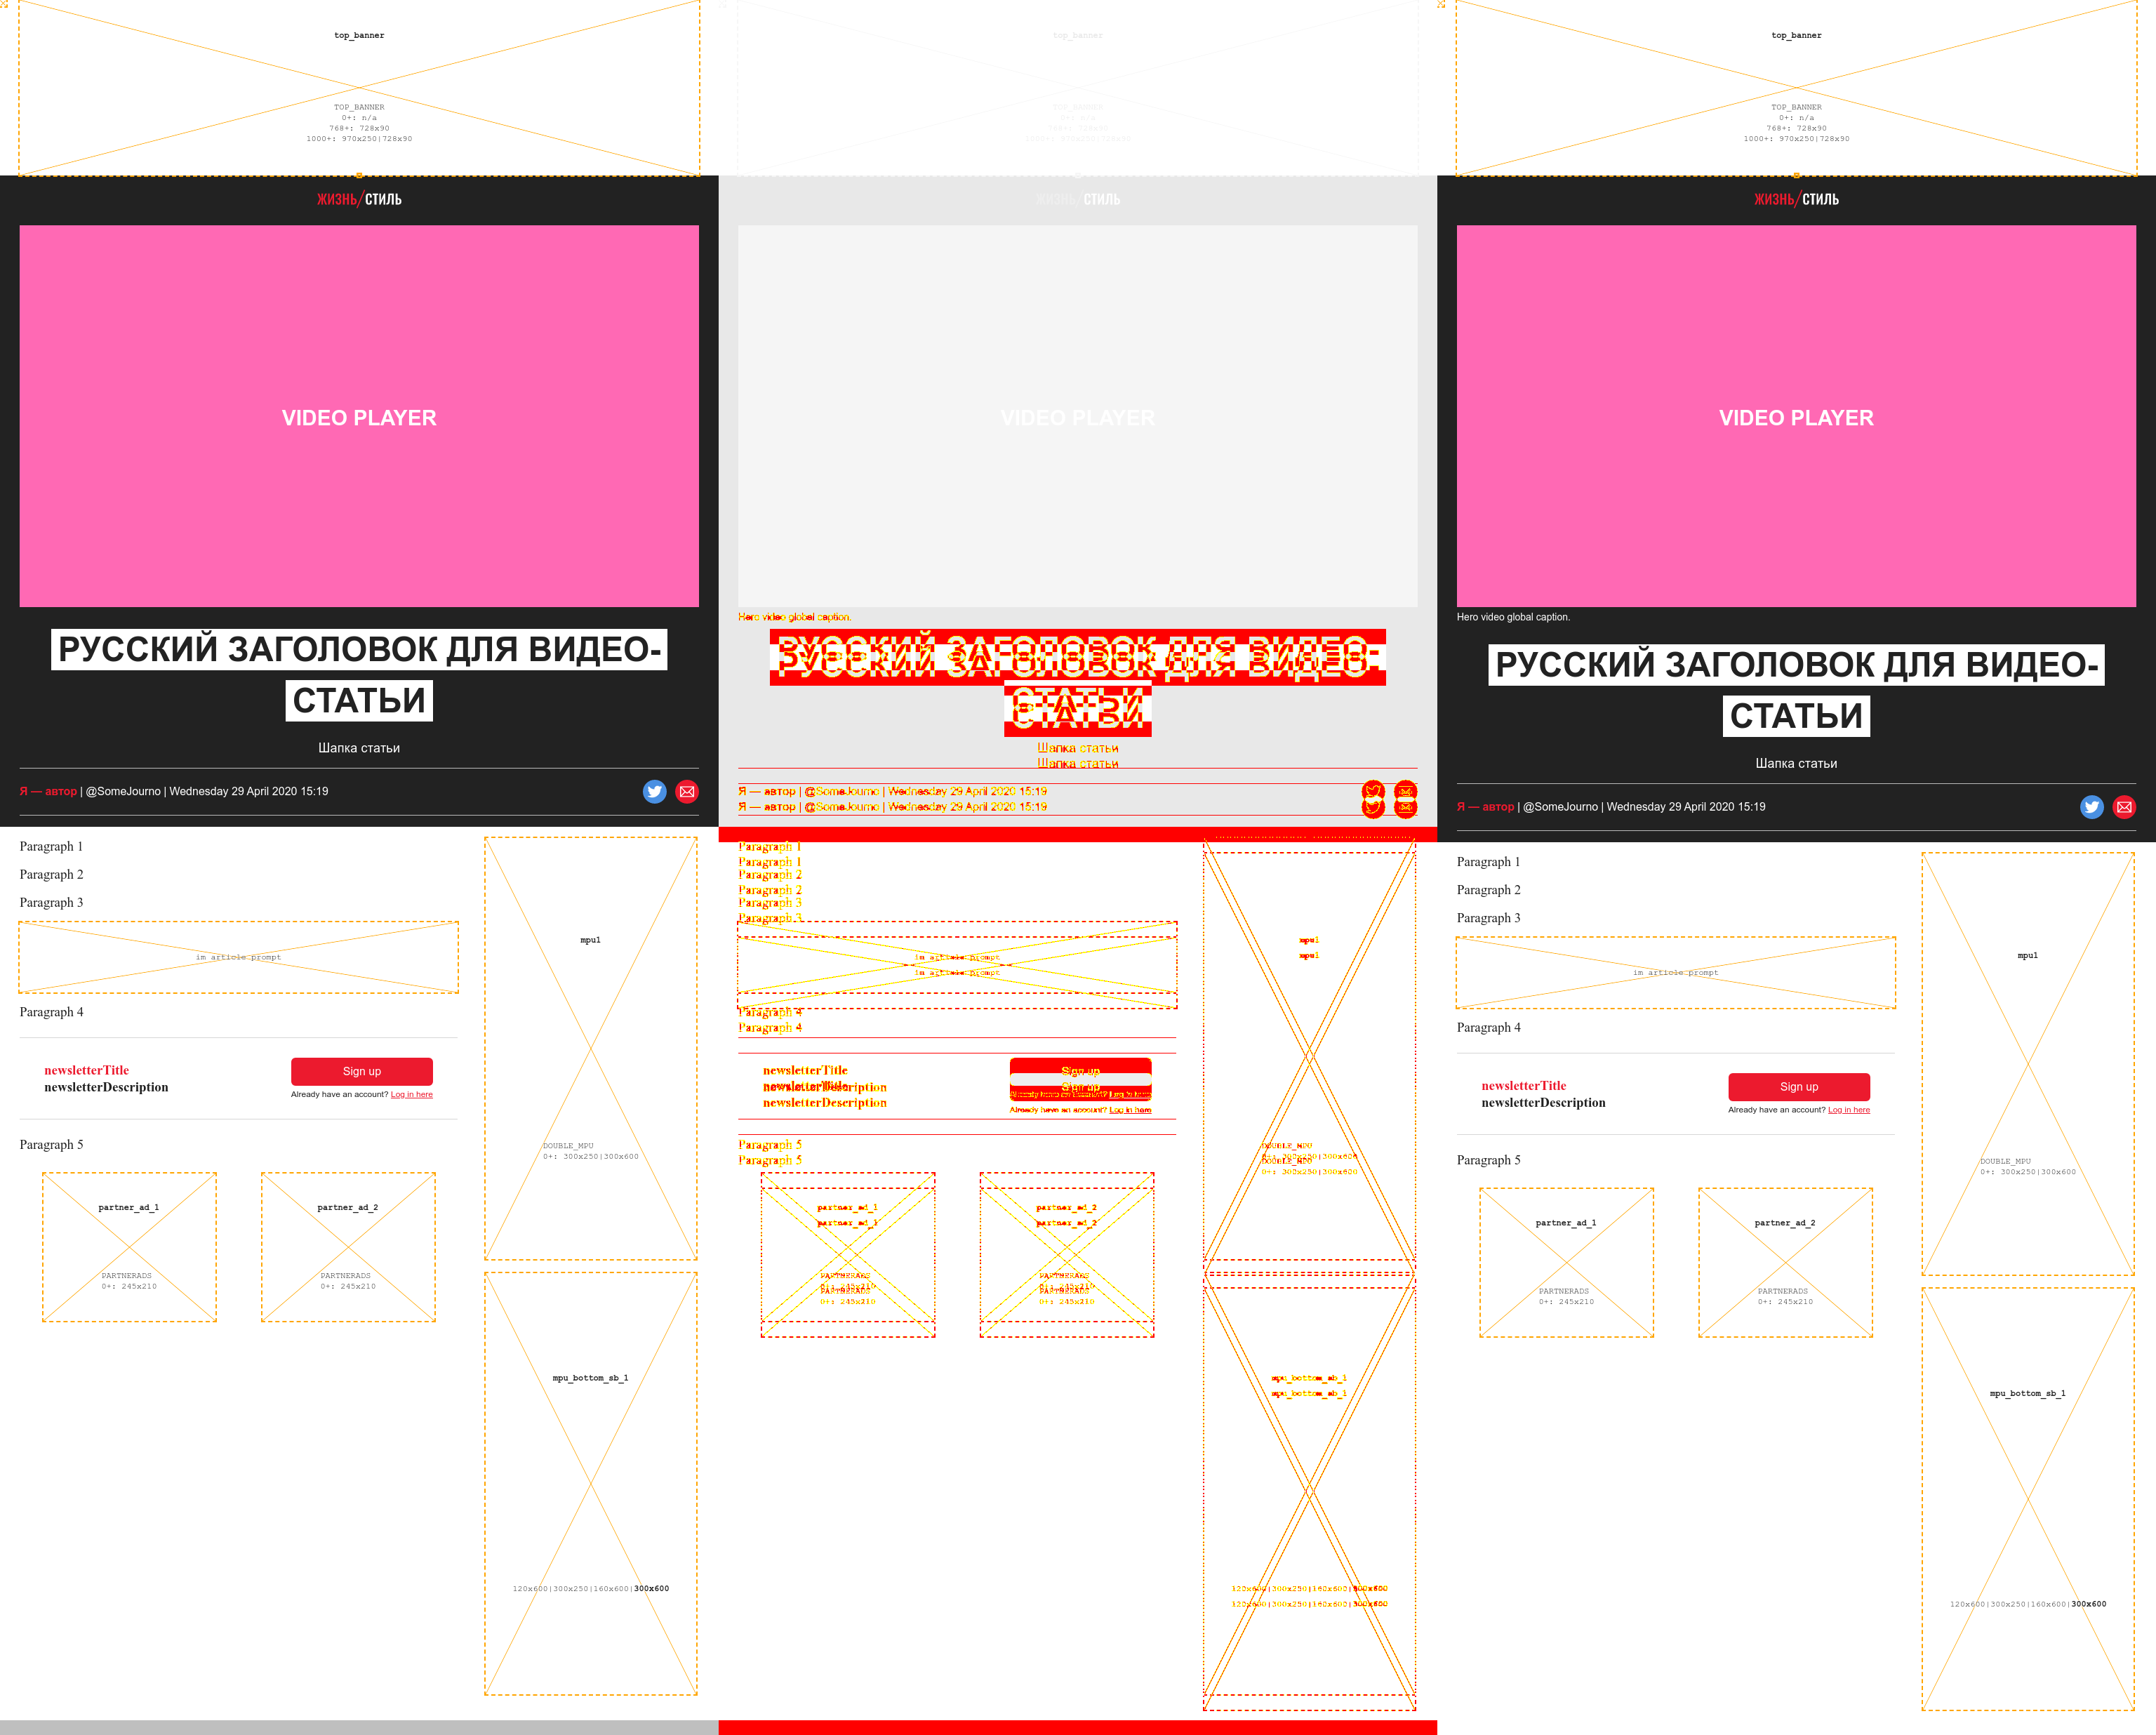 top_banner
TOP_BANNER
0+: n/a
768+: 728x90
1000+: 970x250|728x90
ЖИЗНЬ/СТИЛЬ
VIDEO PLAYER
РУССКИЙ ЗАГОЛОВОК ДЛЯ ВИДЕО-
СТАТЬИ
Шапка статьи
Я — автор | @SomeJourno | Wednesday 29 April 2020 15:19
Paragraph 1
Paragraph 2
Paragraph 3
im article prompt
Paragraph 4
newsletterTitle
newsletterDescription
Sign up
Already have an account? Log in here
Paragraph 5
partner_ad_1
PARTNERADS
0+: 245x210
partner_ad_2
PARTNERADS
0+: 245x210
mpu1
DOUBLE_MPU
0+: 300x250|300x600
mpu_bottom_sb_1
120x600|300x250|160x600|300x600
top_banner
TOP_BANNER
0+: n/a
768+: 728x90
1000+: 970x250|728x90
ЖИЗНЬ/СТИЛЬ
VIDEO PLAYER
Hero video global caption.
РУССКИЙ ЗАГОЛОВОК ДЛЯ ВИДЕО-
СТАТЬИ
Шапка статьи
Шапка статьи
Я — автор | @SomeJourno | Wednesday 29 April 2020 15:19
Я — автор | @SomeJourno | Wednesday 29 April 2020 15:19
Paragraph 1
Paragraph 1
Paragraph 2
Paragraph 2
Paragraph 3
Paragraph 3
im article prompt
im article prompt
Paragraph 4
Paragraph 4
newsletterTitle
newsletterDescription
newsletterDescription
Sign up
Sign up
Already have an account? Log in here
Paragraph 5
Paragraph 5
partner_ad_1
partner_ad_1
PARTNERADS
0+: 245x210
partner_ad_2
partner_ad_2
PARTNERADS
0+: 245x210
mpu1
mpu1
DOUBLE_MPU
0+: 300x250|300x600
mpu_bottom_sb_1
mpu_bottom_sb_1
120x600|300x250|160x600|300x600
120x600|300x250|160x600|300x600
top_banner
TOP_BANNER
0+: n/a
768+: 728x90
1000+: 970x250|728x90
ЖИЗНЬ/СТИЛЬ
VIDEO PLAYER
Hero video global caption.
РУССКИЙ ЗАГОЛОВОК ДЛЯ ВИДЕО-
СТАТЬИ
Шапка статьи
Я — автор | @SomeJourno | Wednesday 29 April 2020 15:19
Paragraph 1
Paragraph 2
Paragraph 3
im article prompt
Paragraph 4
newsletterTitle
newsletterDescription
Sign up
Already have an account? Log in here
Paragraph 5
partner_ad_1
PARTNERADS
0+: 245x210
partner_ad_2
PARTNERADS
0+: 245x210
mpu1
DOUBLE_MPU
0+: 300x250|300x600
mpu_bottom_sb_1
120x600|300x250|160x600|300x600